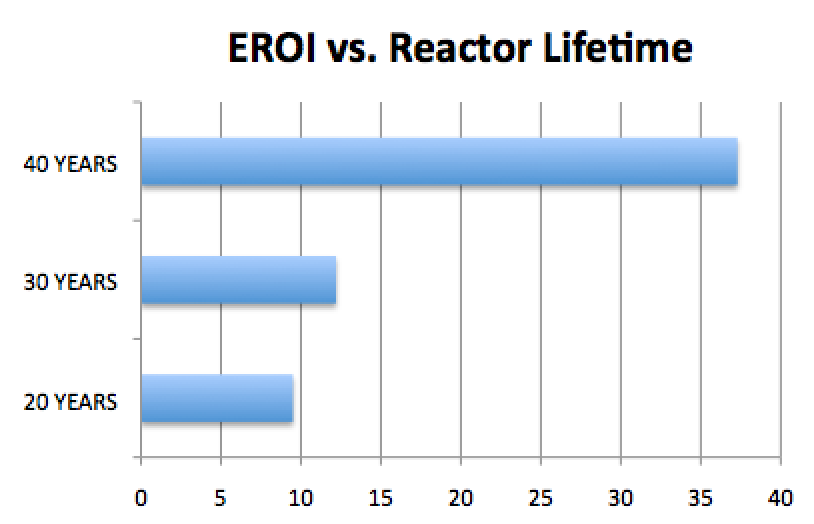 EROI vs. Reactor Lifetime
40 YEARS
30 YEARS
20 YEARS
0 5 10 15 20 25 30 35 40